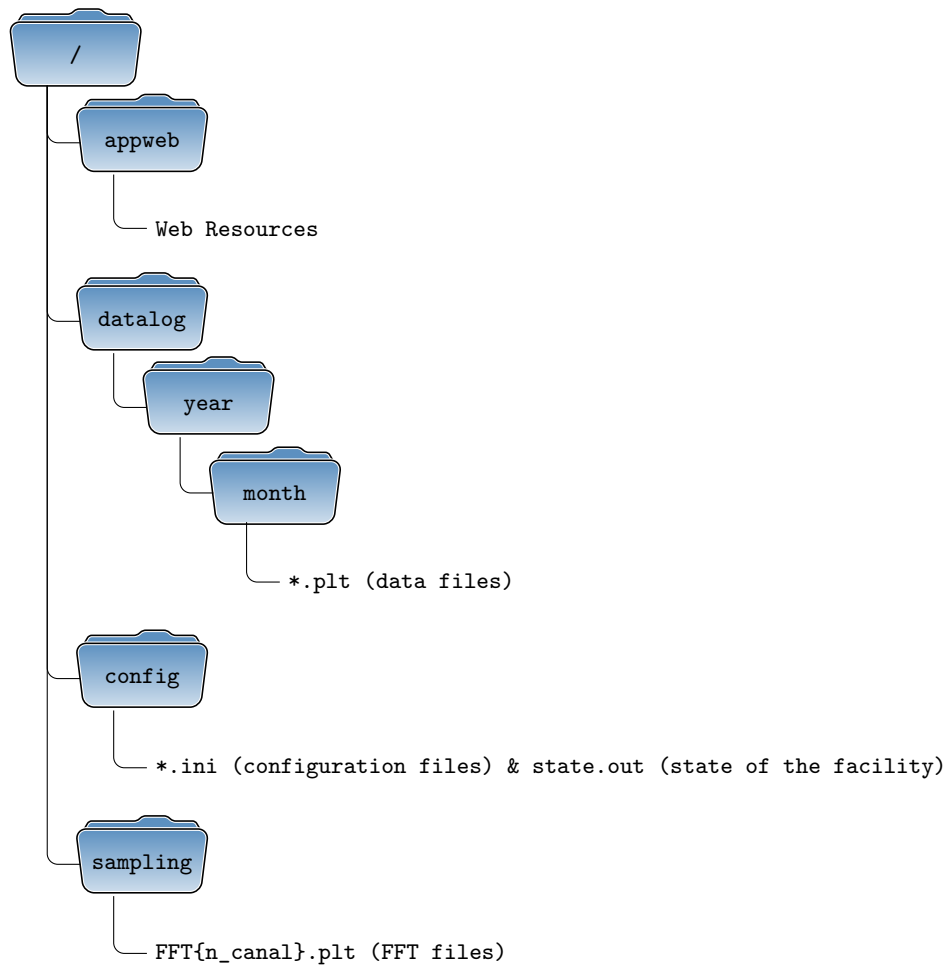 /
appweb
Web Resources
datalog
year
month
*.plt (data files)
config
*.ini (configuration files) & state.out (state of the facility)
sampling
FFT{n_canal}.plt (FFT files)